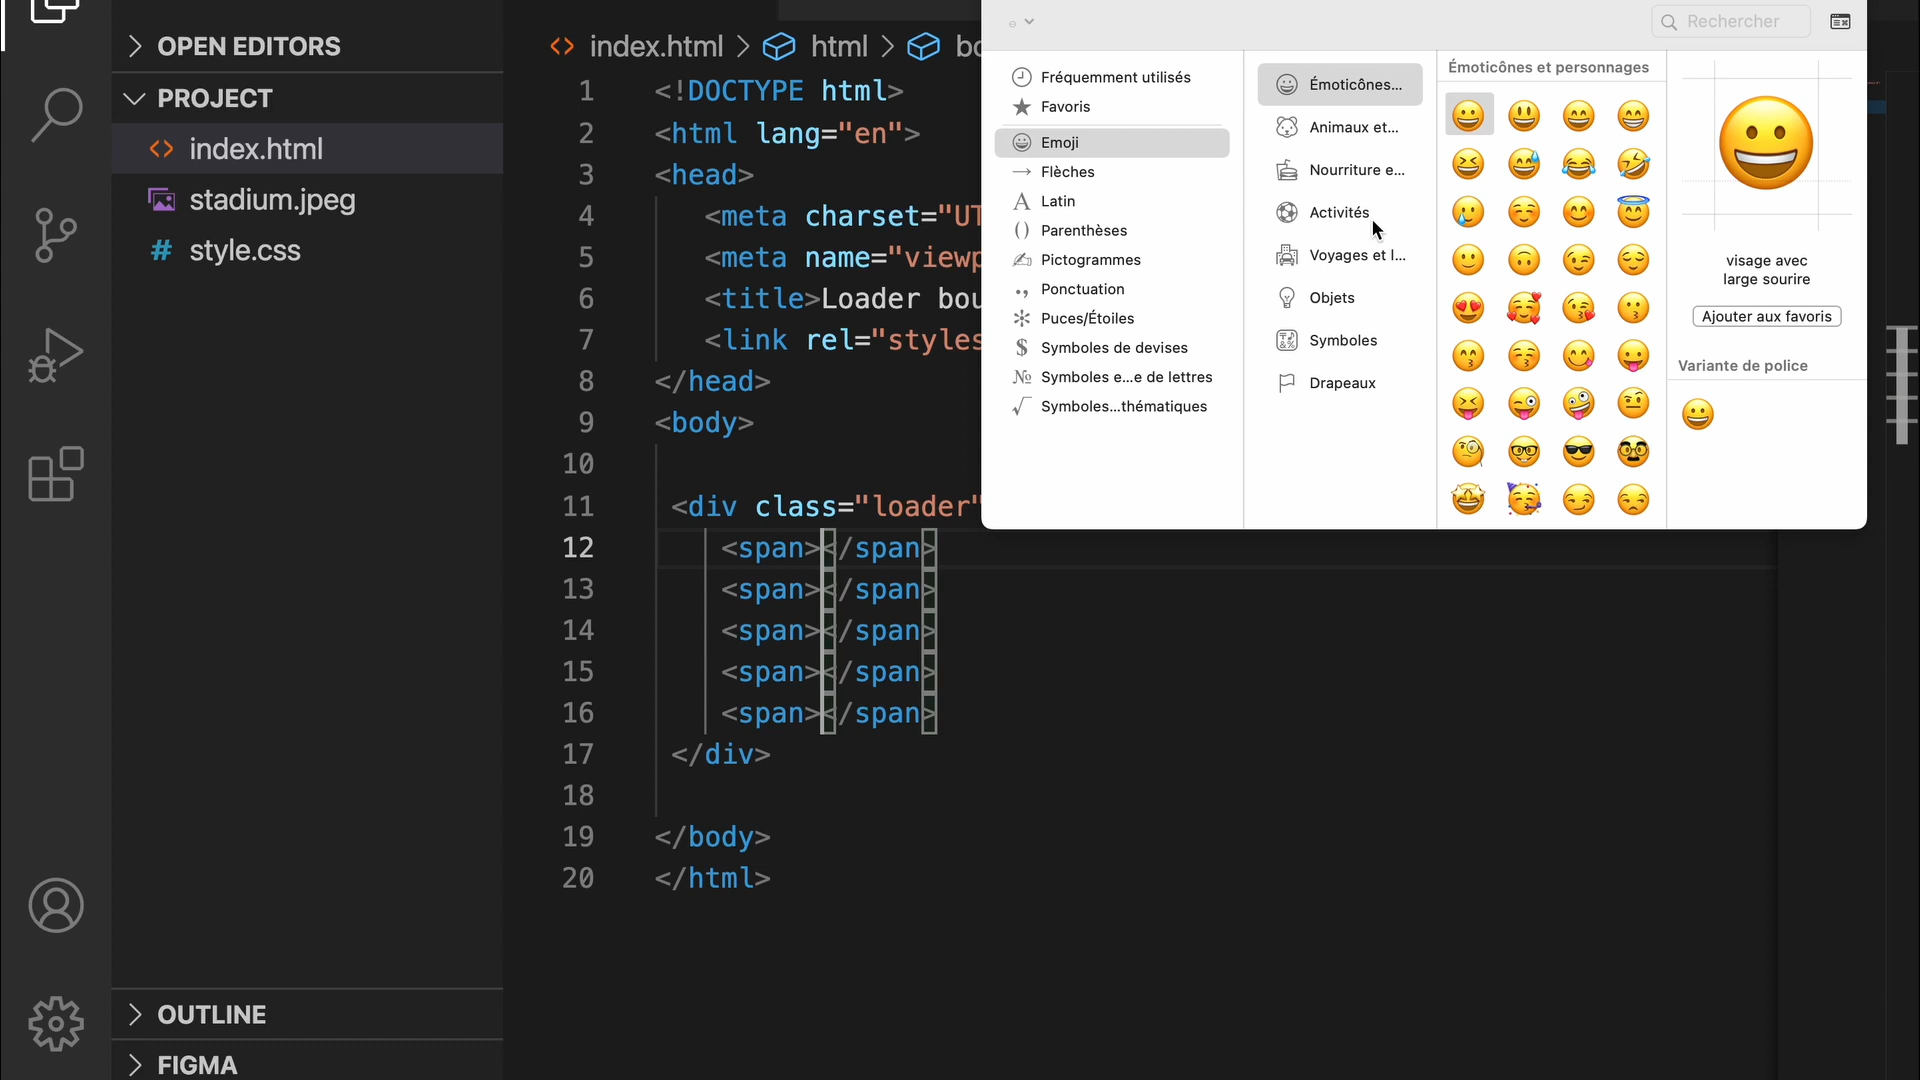 OPEN EDITORS
PROJECT
index.html
stadium.jpeg
style.css
OUTLINE
FIGMA
index.html > html >
1 <!DOCTYPE html>
2 <html lang="en">
3 <head>
4 <meta charset="UT
5 <meta name="viewp
6 <title>Loader bou
7 <link rel="styles
8 </head>
9 <body>
10
11 <div class="loader"
12 <span></span>
13 <span></span>
14 <span></span>
15 <span></span>
16 <span></span>
17 </div>
18
19 </body>
20 </html>
Rechercher
Fréquemment utilisés
Favoris
Emoji
Flèches
Latin
Parenthèses
Pictogrammes
Ponctuation
Puces/Étoiles
Symboles de devises
Symboles e...e de lettres
Symboles...thématiques
Émoticônes...
Animaux et...
Nourriture e...
Activités
Voyages et l...
Objets
Symboles
Drapeaux
Émoticônes et personnages
visage avec
large sourire
Ajouter aux favoris
Variante de police